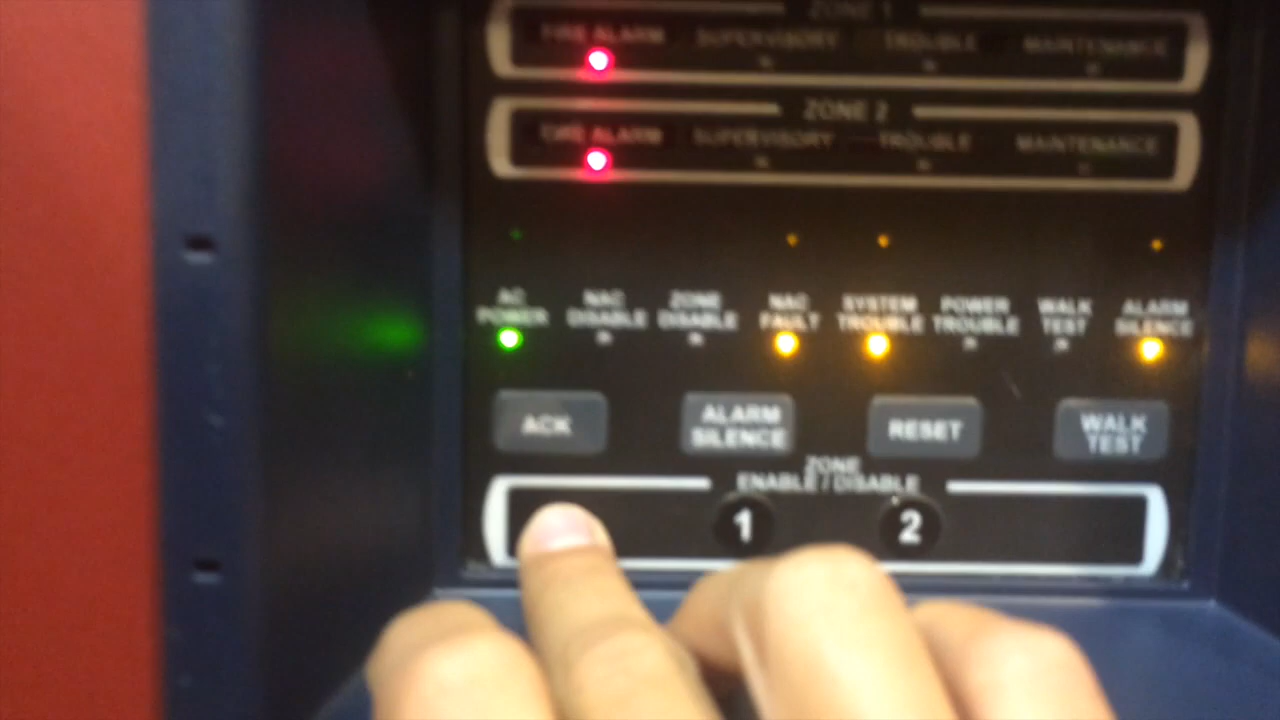 ZONE 1
FIRE ALARM SUPERVISORY TROUBLE MAINTENANCE
ZONE 2
FIRE ALARM SUPERVISORY TROUBLE MAINTENANCE
AC POWER
NAC DISABLE
ZONE DISABLE
NAC FAULT
SYSTEM TROUBLE
POWER TROUBLE
WALK TEST
ALARM SILENCE
ACK
ALARM SILENCE
RESET
WALK TEST
ZONE
ENABLE / DISABLE
1 2